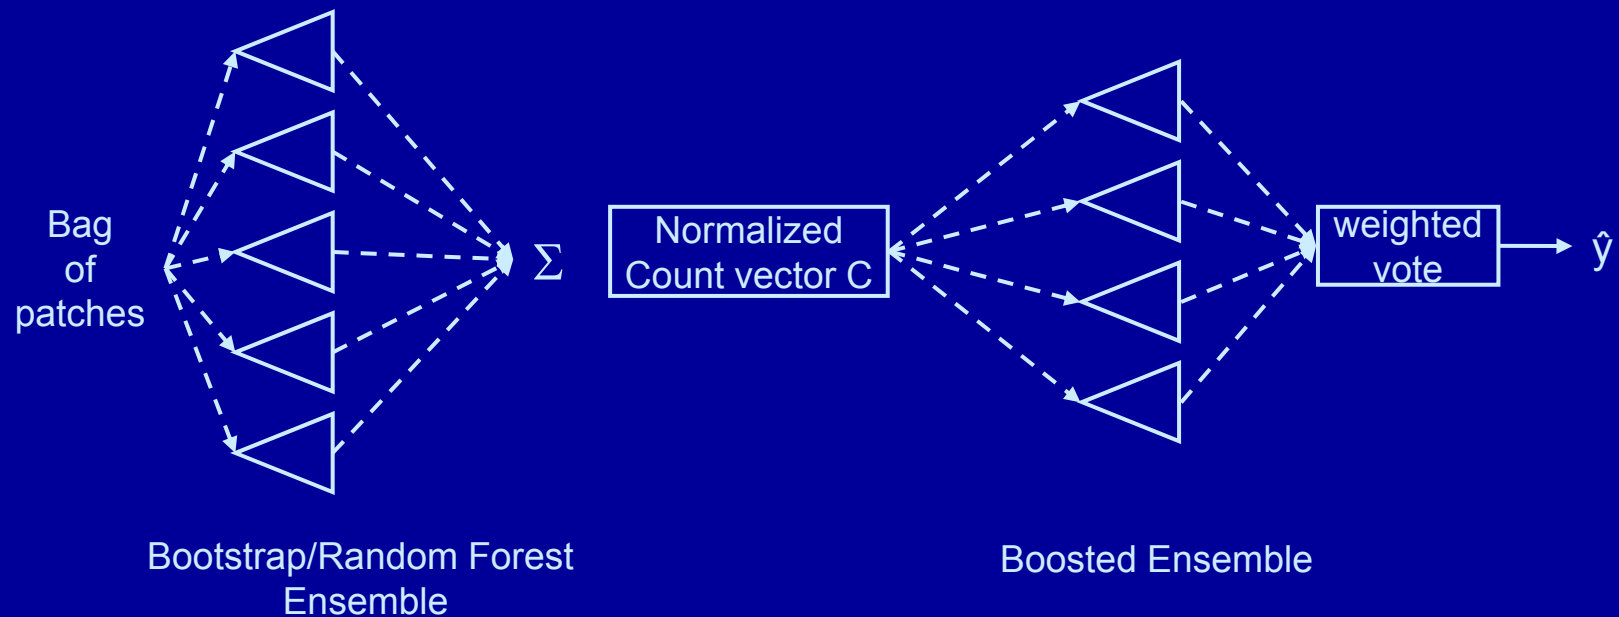 Bag
of
patches
Σ
Normalized
Count vector C
weighted
vote
ŷ
Bootstrap/Random Forest
Ensemble
Boosted Ensemble